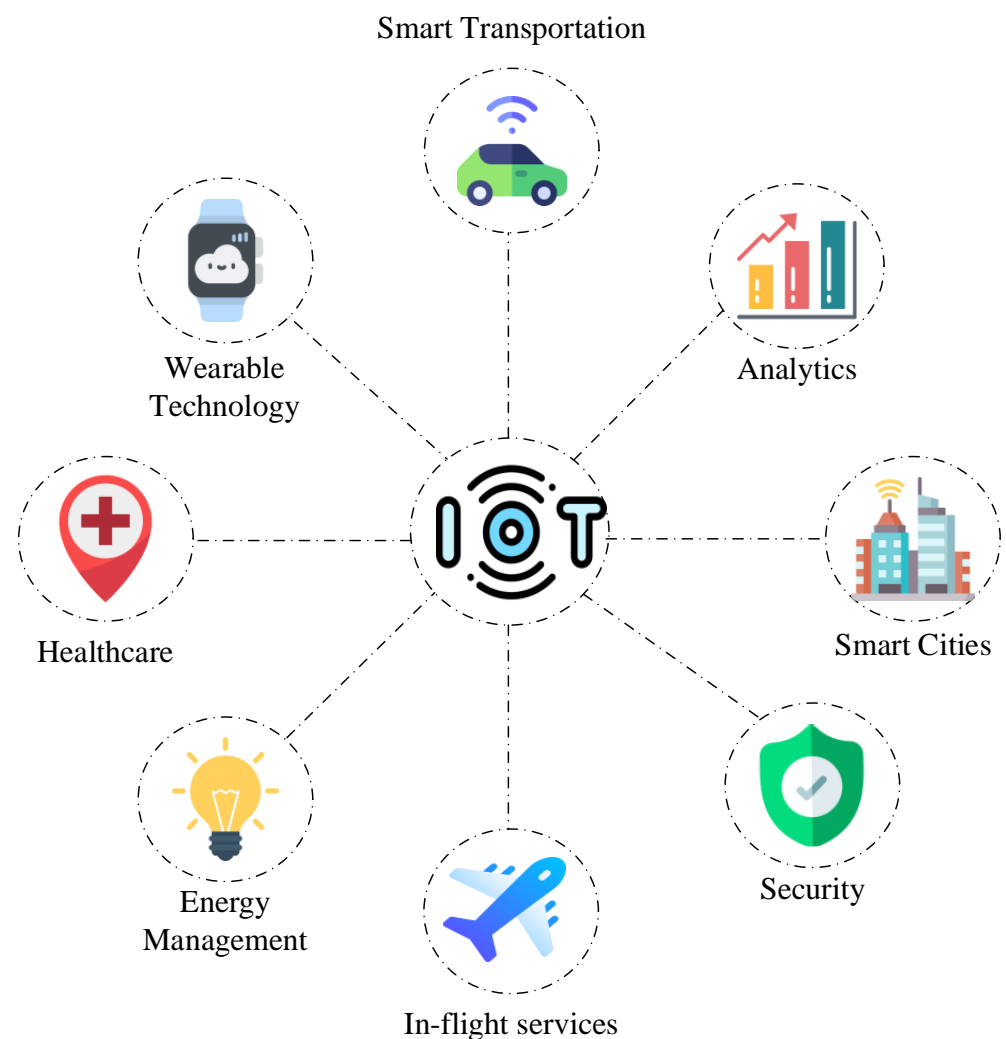 Smart Transportation
Wearable
Technology
Analytics
IOT
Healthcare
Smart Cities
Energy
Management
Security
In-flight services